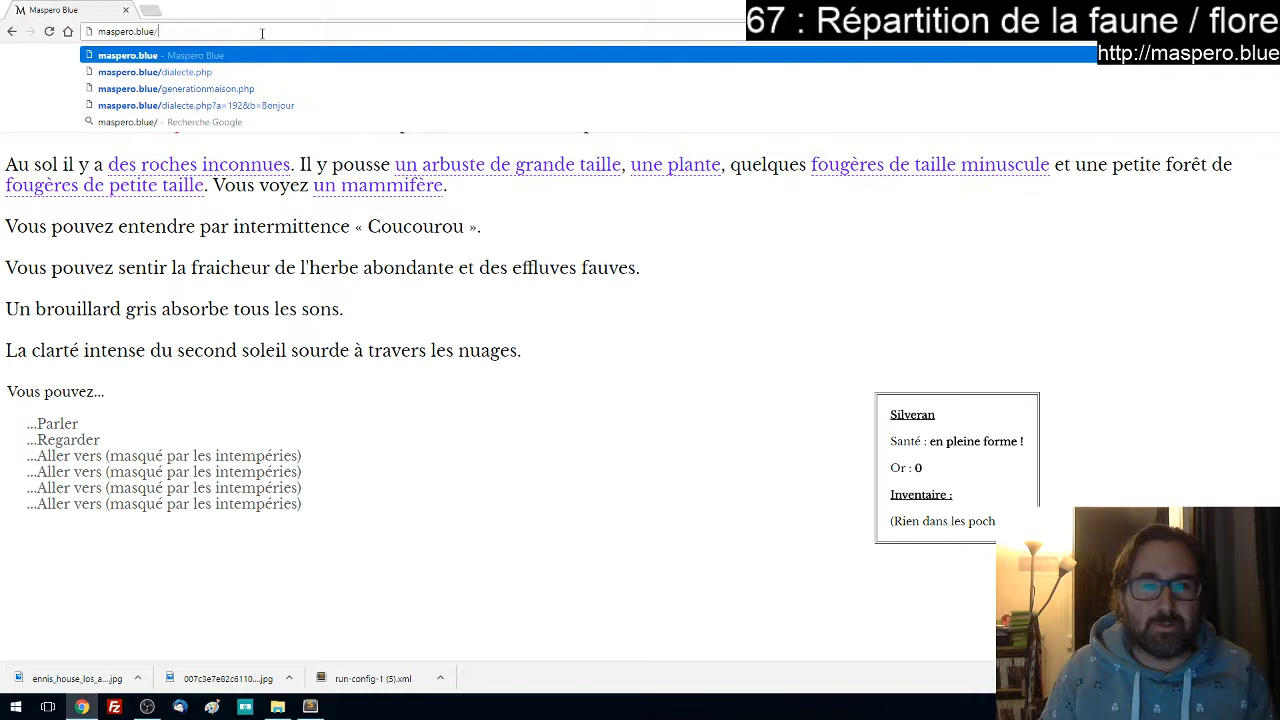 Maspero Blue
67 : Répartition de la faune / flore
maspero.blue/
http://maspero.blue
maspero.blue - Maspero Blue
maspero.blue/dialecte.php
maspero.blue/generationmaison.php
maspero.blue/dialecte.php?a=192&b=Bonjour
maspero.blue/ - Recherche Google
Au sol il y a des roches inconnues. Il y pousse un arbuste de grande taille, une plante, quelques fougères de taille minuscule et une petite forêt de
fougères de petite taille. Vous voyez un mammifère.
Vous pouvez entendre par intermittence « Coucourou ».
Vous pouvez sentir la fraicheur de l'herbe abondante et des effluves fauves.
Un brouillard gris absorbe tous les sons.
La clarté intense du second soleil sourde à travers les nuages.
Vous pouvez...
...Parler
...Regarder
...Aller vers (masqué par les intempéries)
...Aller vers (masqué par les intempéries)
...Aller vers (masqué par les intempéries)
...Aller vers (masqué par les intempéries)
Silveran
Santé : en pleine forme !
Or : 0
Inventaire :
(Rien dans les poch
ennis_house_los_a....jpg
007c3e7e82c6110....jpg
run-config-1 (5).xml